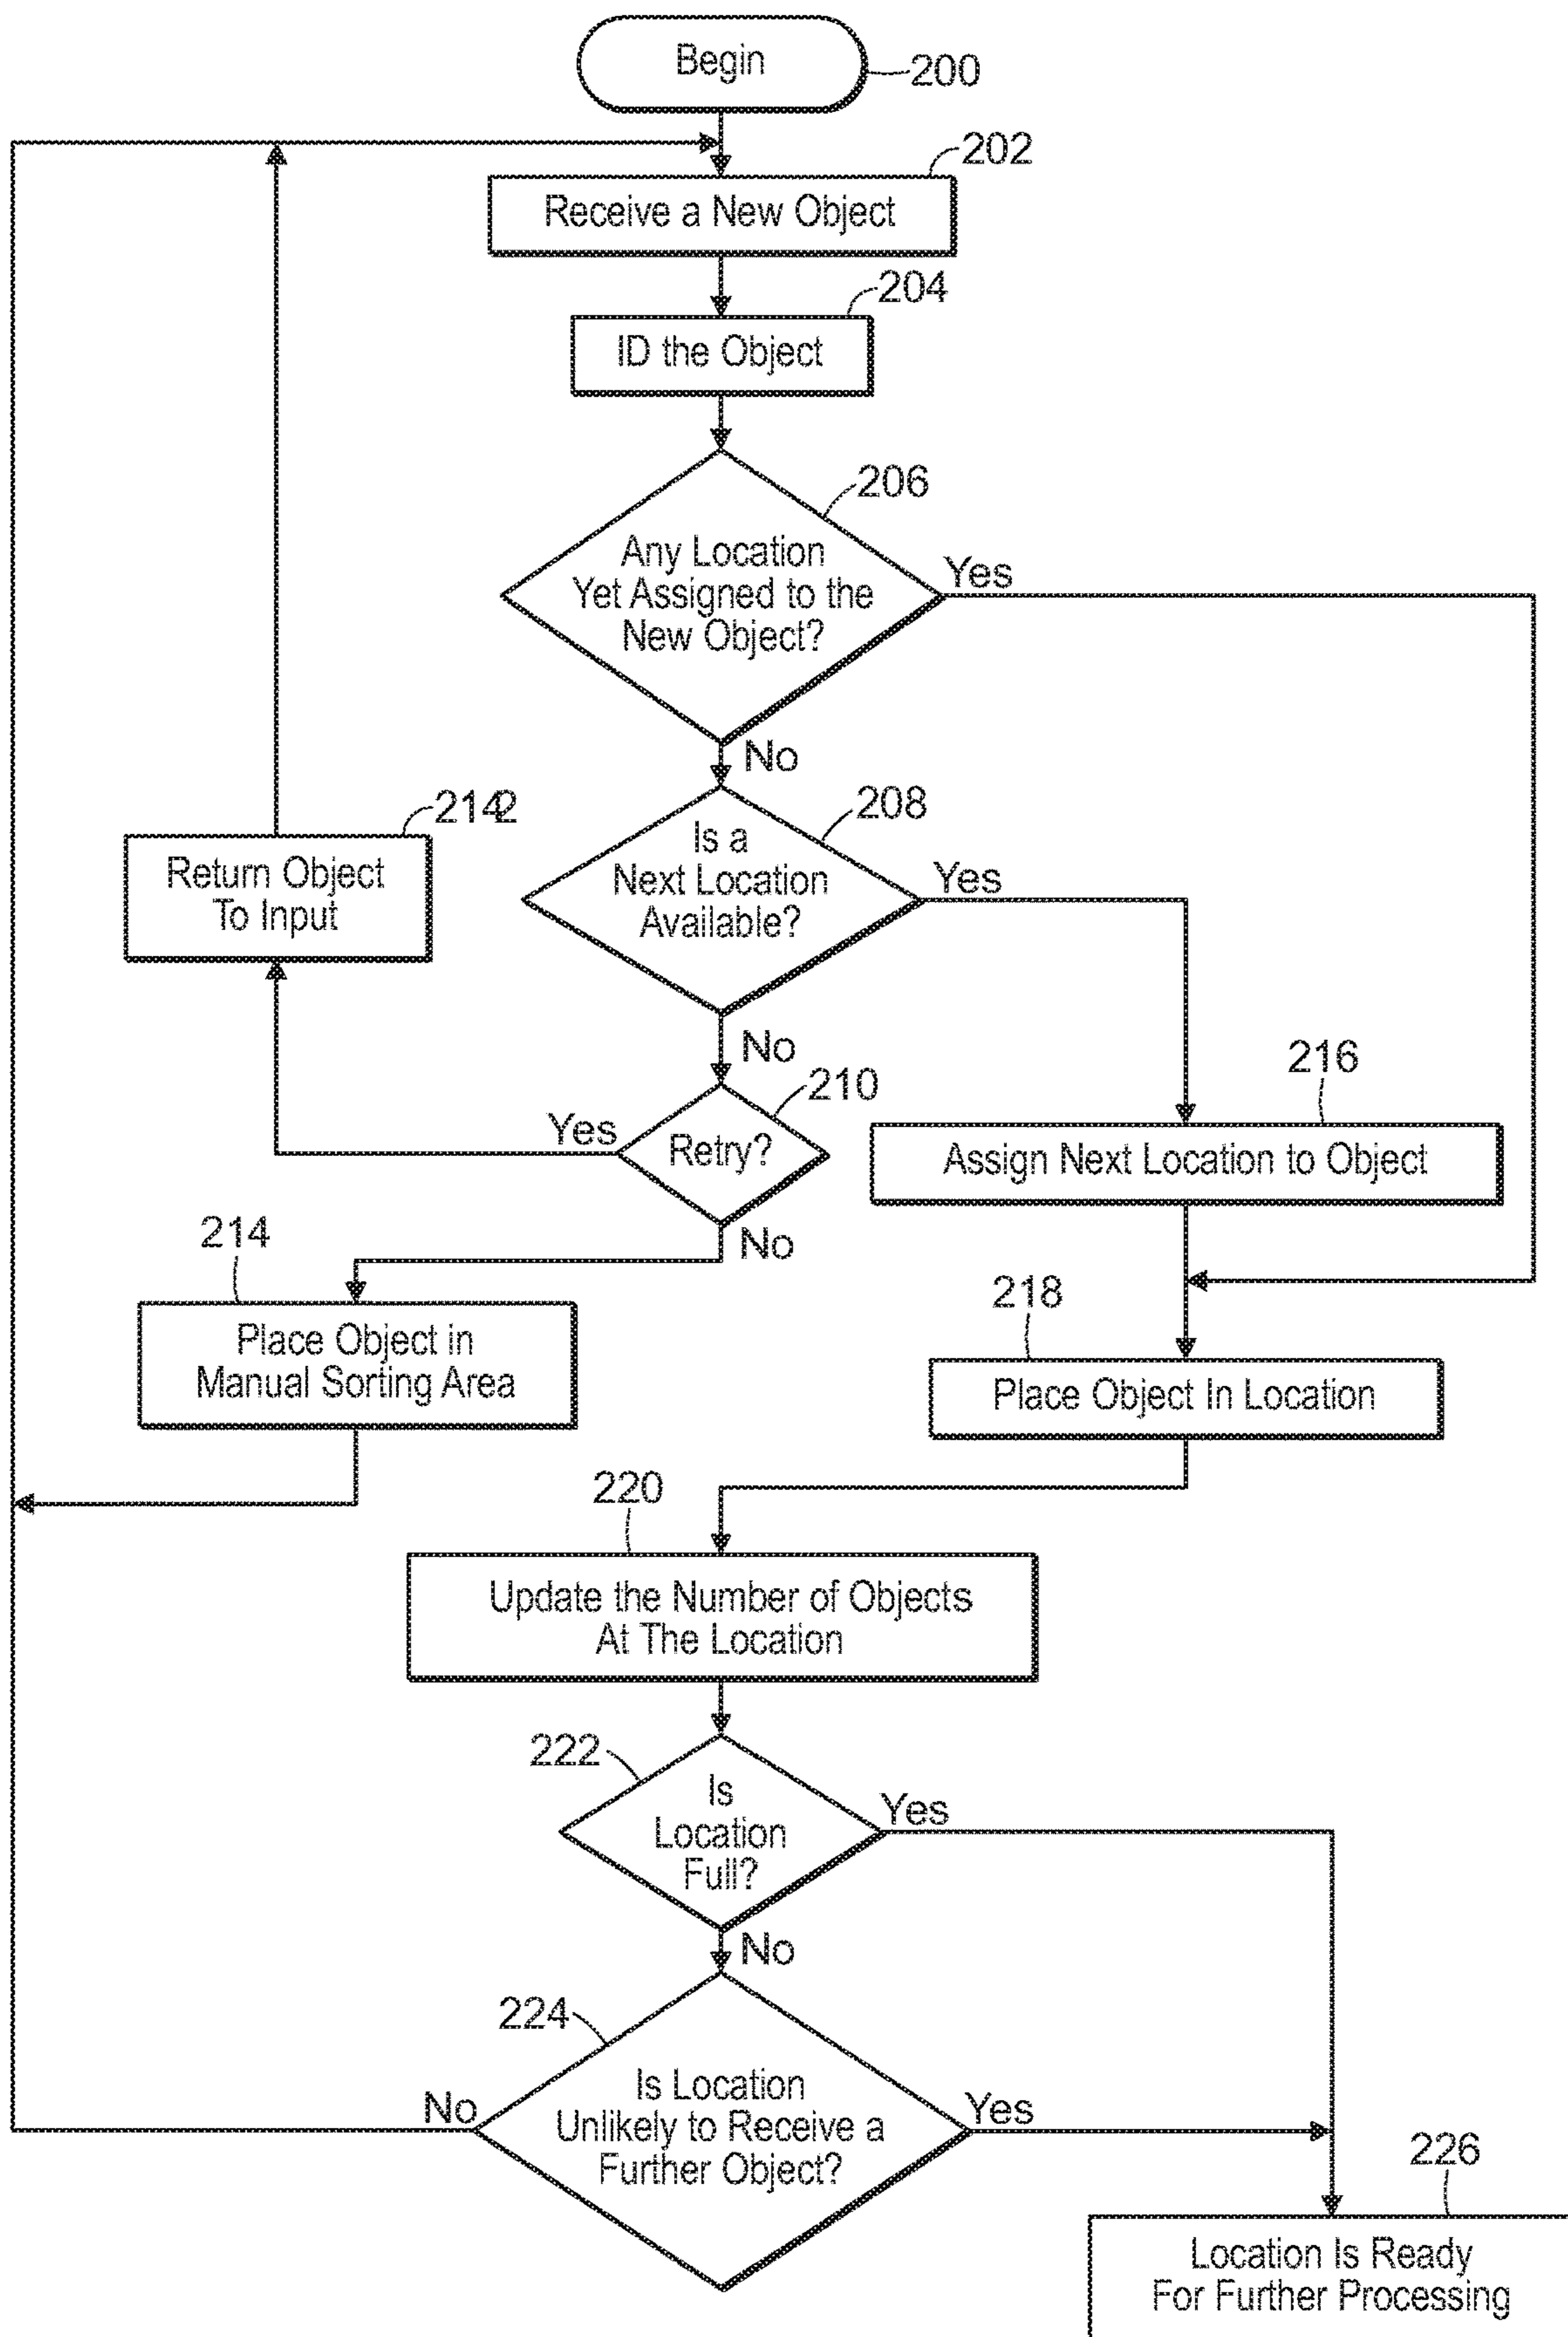 Begin
200
202
Receive a New Object
204
ID the Object
206
Any Location
Yet Assigned to the
New Object?
Yes
No
208
Is a
Next Location
Available?
Yes
Return Object
To Input
No
210
Retry?
Yes
No
216
Assign Next Location to Object
214
Place Object in
Manual Sorting Area
218
Place Object In Location
220
Update the Number of Objects
At The Location
222
Is
Location
Full?
Yes
No
224
Is Location
Unlikely to Receive a
Further Object?
No
Yes
226
Location Is Ready
For Further Processing